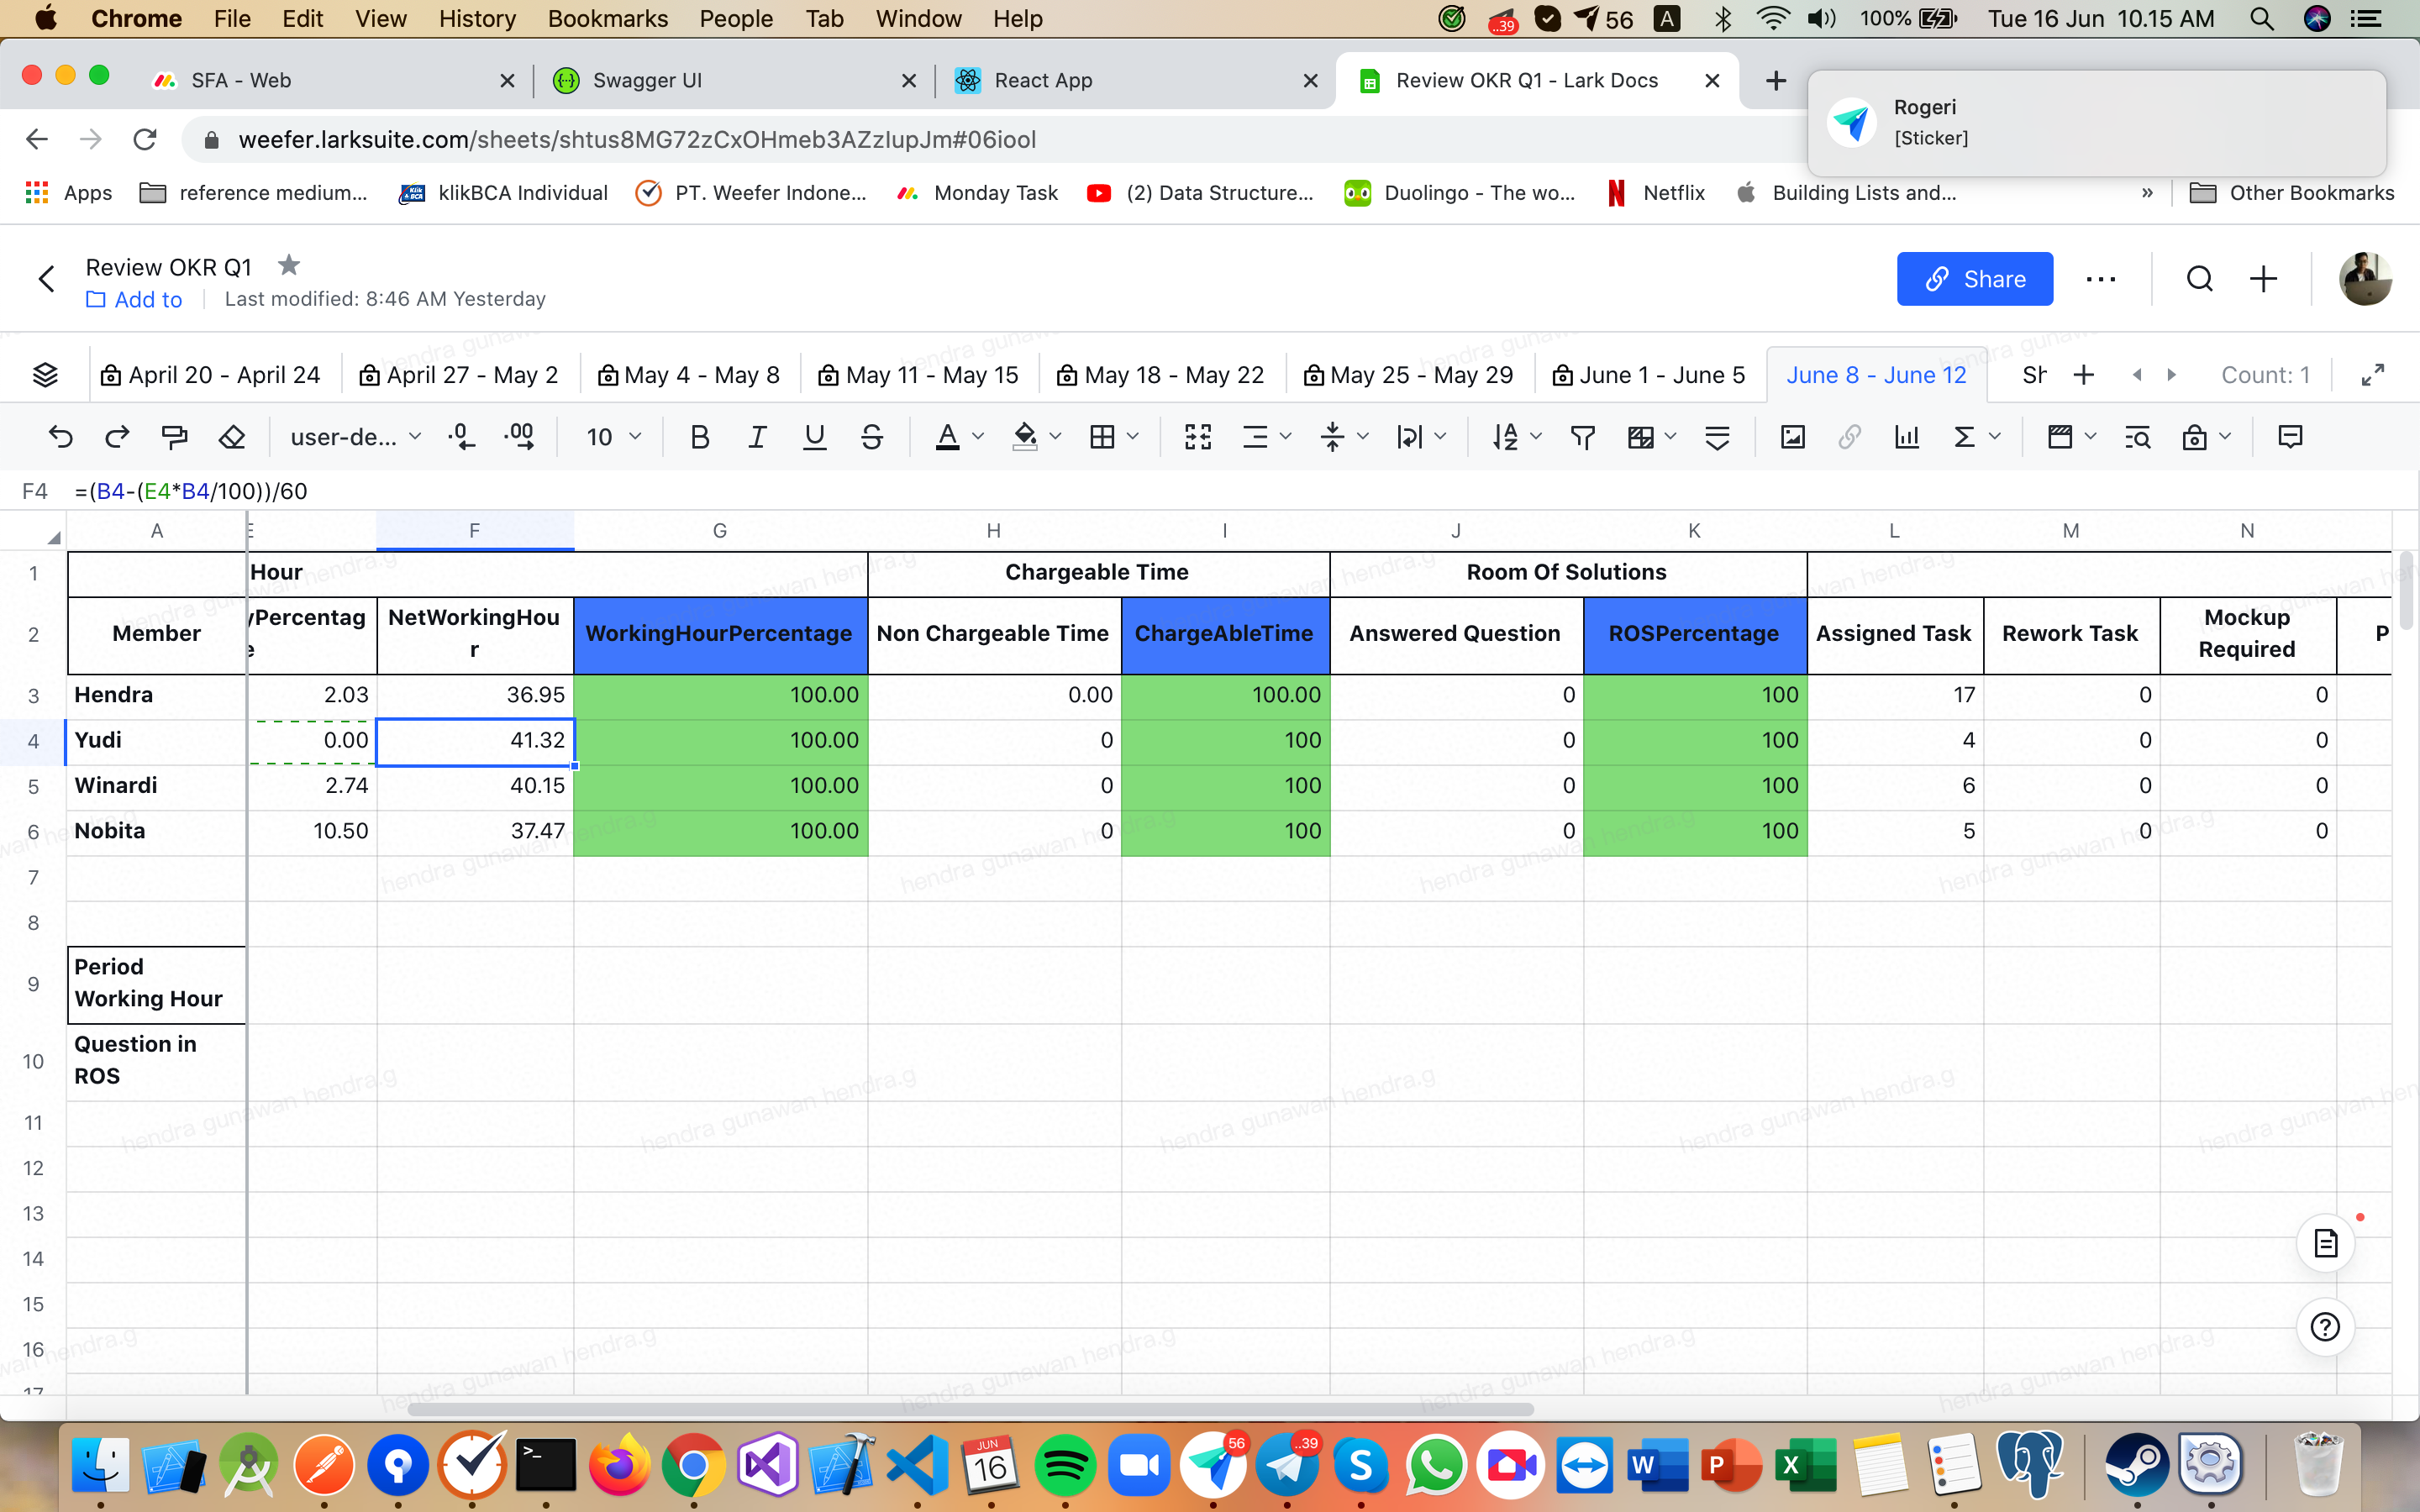 Chrome File Edit View History Bookmarks People Tab Window Help ..39 56 A 100% Tue 16 Jun 10.15 AM
SFA - Web Swagger UI React App Review OKR Q1 - Lark Docs
Rogeri
[Sticker]
weefer.larksuite.com/sheets/shtus8MG72zCxOHmeb3AZzIupJm#06iool
Apps reference medium... klikBCA Individual PT. Weefer Indone... Monday Task (2) Data Structure... Duolingo - The wo... Netflix Building Lists and... » Other Bookmarks
Review OKR Q1
Share
Add to Last modified: 8:46 AM Yesterday
April 20 - April 24 April 27 - May 2 May 4 - May 8 May 11 - May 15 May 18 - May 22 May 25 - May 29 June 1 - June 5 June 8 - June 12 Sh Count: 1
user-de... .0 .00 10 B I U S A
F4 =(B4-(E4*B4/100))/60
A E F G H I J K L M N
1 Hour Chargeable Time Room Of Solutions
2 Member yPercentage NetWorkingHour WorkingHourPercentage Non Chargeable Time ChargeAbleTime Answered Question ROSPercentage Assigned Task Rework Task Mockup Required P
3 Hendra 2.03 36.95 100.00 0.00 100.00 0 100 17 0 0
4 Yudi 0.00 41.32 100.00 0 100 0 100 4 0 0
5 Winardi 2.74 40.15 100.00 0 100 0 100 6 0 0
6 Nobita 10.50 37.47 100.00 0 100 0 100 5 0 0
7
8
9 Period Working Hour
10 Question in ROS
11
12
13
14
15
16
17
hendra gunawan hendra.g
JUN
16
56
..39